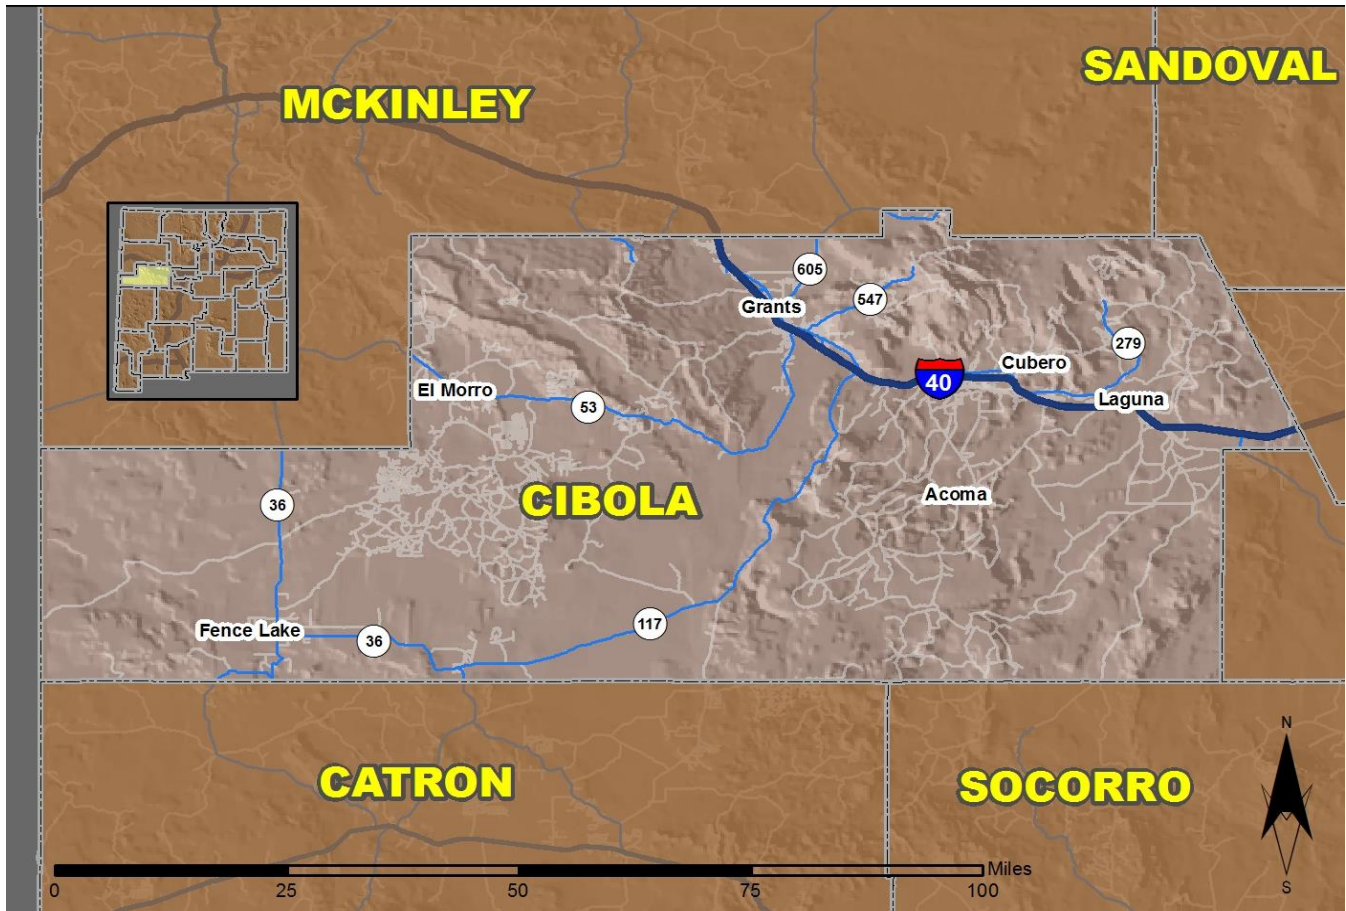 SANDOVAL
MCKINLEY
605
547
Grants
279
Cubero
40
El Morro
53
Laguna
CIBOLA
Acoma
36
117
Fence Lake
36
N
CATRON
SOCORRO
Miles
0 25 50 75 100
S